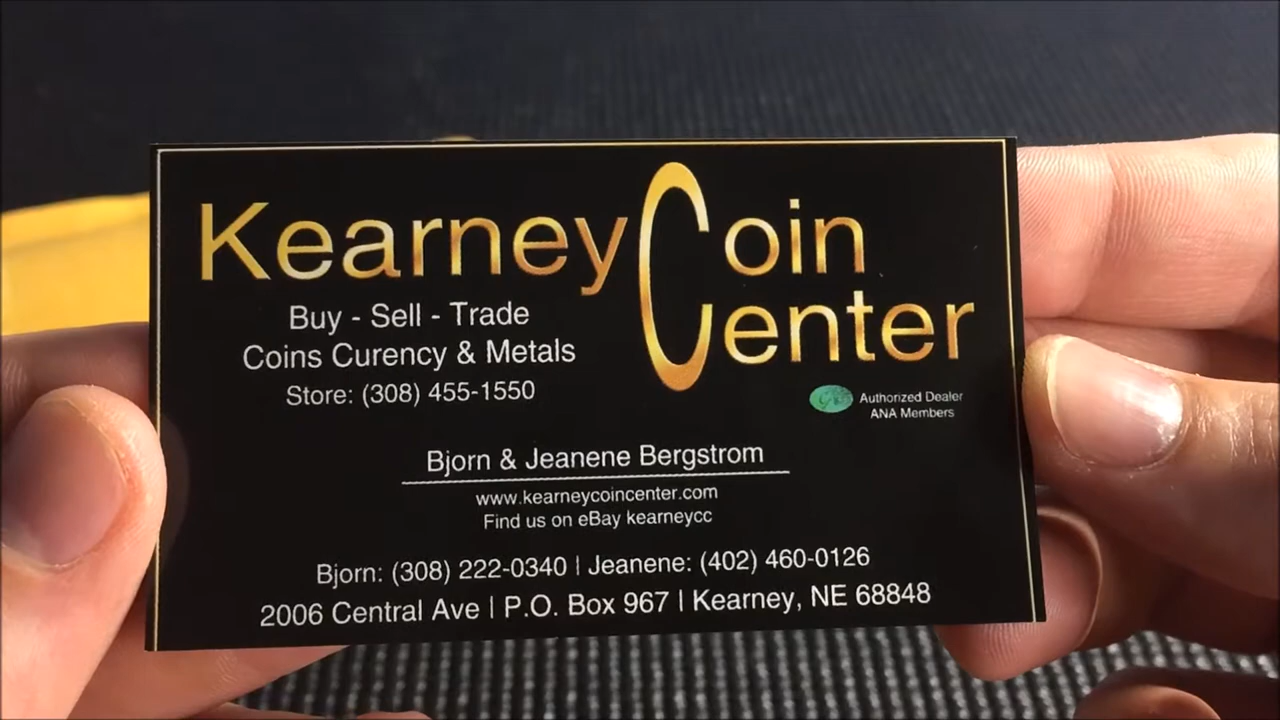 Kearney Coin
Center
Buy - Sell - Trade
Coins Curency & Metals
Store: (308) 455-1550
Authorized Dealer
ANA Members
Bjorn & Jeanene Bergstrom
www.kearneycoincenter.com
Find us on eBay kearneycc
Bjorn: (308) 222-0340 | Jeanene: (402) 460-0126
2006 Central Ave | P.O. Box 967 | Kearney, NE 68848